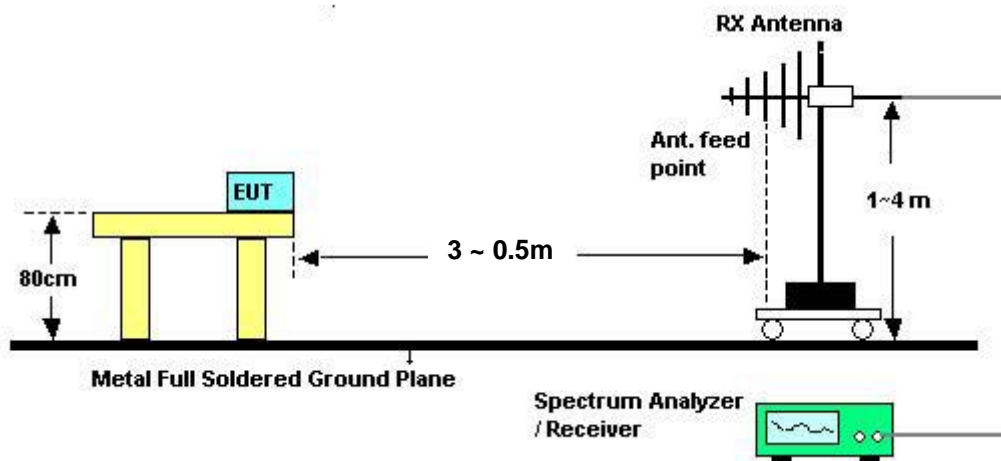 RX Antenna
Ant. feed
point
EUT
1~4 m
3 ~ 0.5m
80cm
Metal Full Soldered Ground Plane
Spectrum Analyzer
/ Receiver